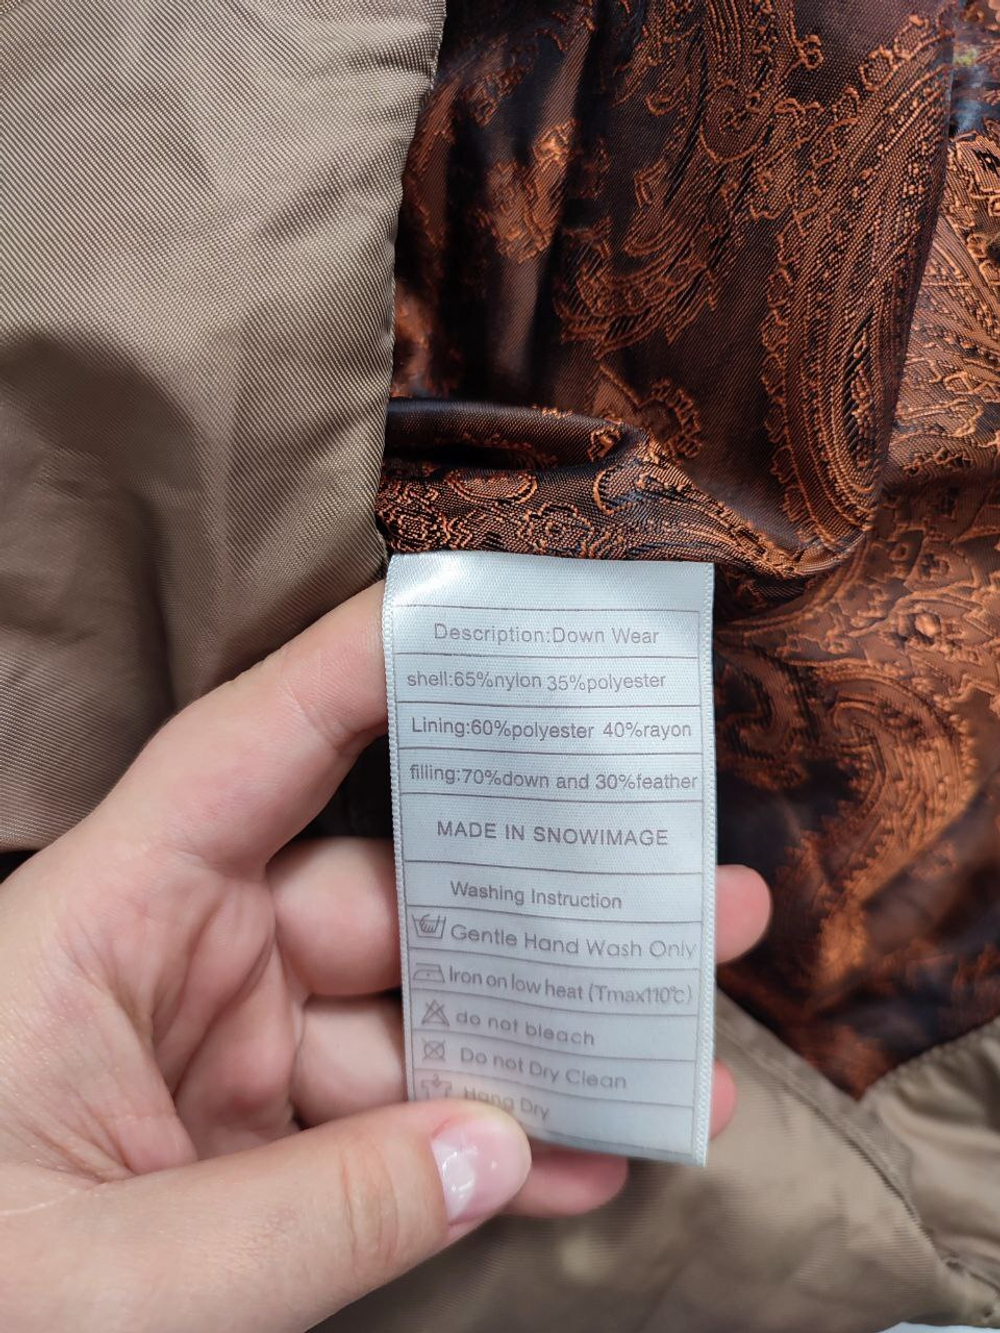 Description:Down Wear
shell:65%nylon 35%polyester
Lining:60%polyester 40%rayon
filling:70%down and 30%feather
MADE IN SNOWIMAGE
Washing Instruction
Gentle Hand Wash Only
Iron on low heat (Tmax110℃)
do not bleach
Do not Dry Clean
Hang Dry